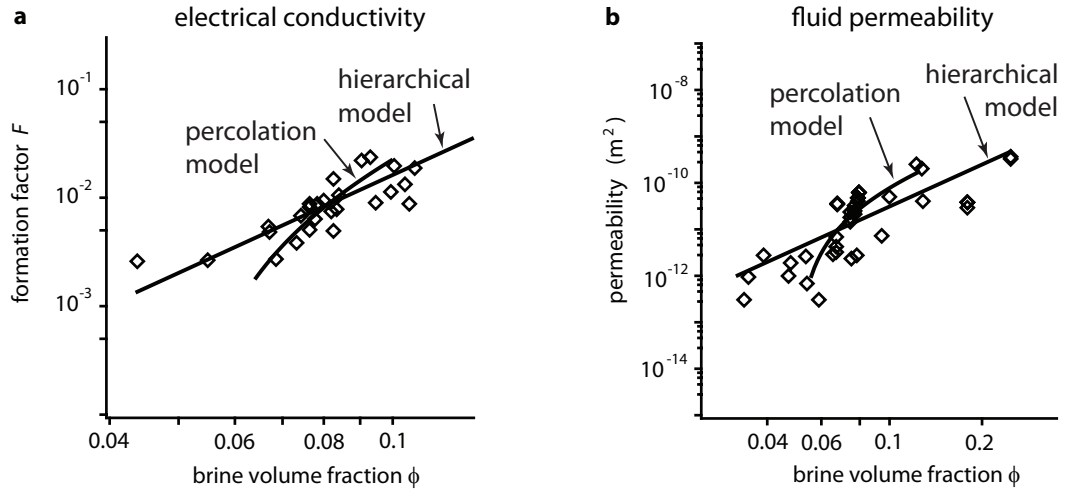 a
electrical conductivity
formation factor F
10⁻¹
10⁻²
10⁻³
hierarchical
model
percolation
model
0.04
0.06
0.08
0.1
brine volume fraction ϕ
b
fluid permeability
permeability (m²)
10⁻⁸
10⁻¹⁰
10⁻¹²
10⁻¹⁴
hierarchical
model
percolation
model
0.04
0.06
0.1
0.2
brine volume fraction ϕ